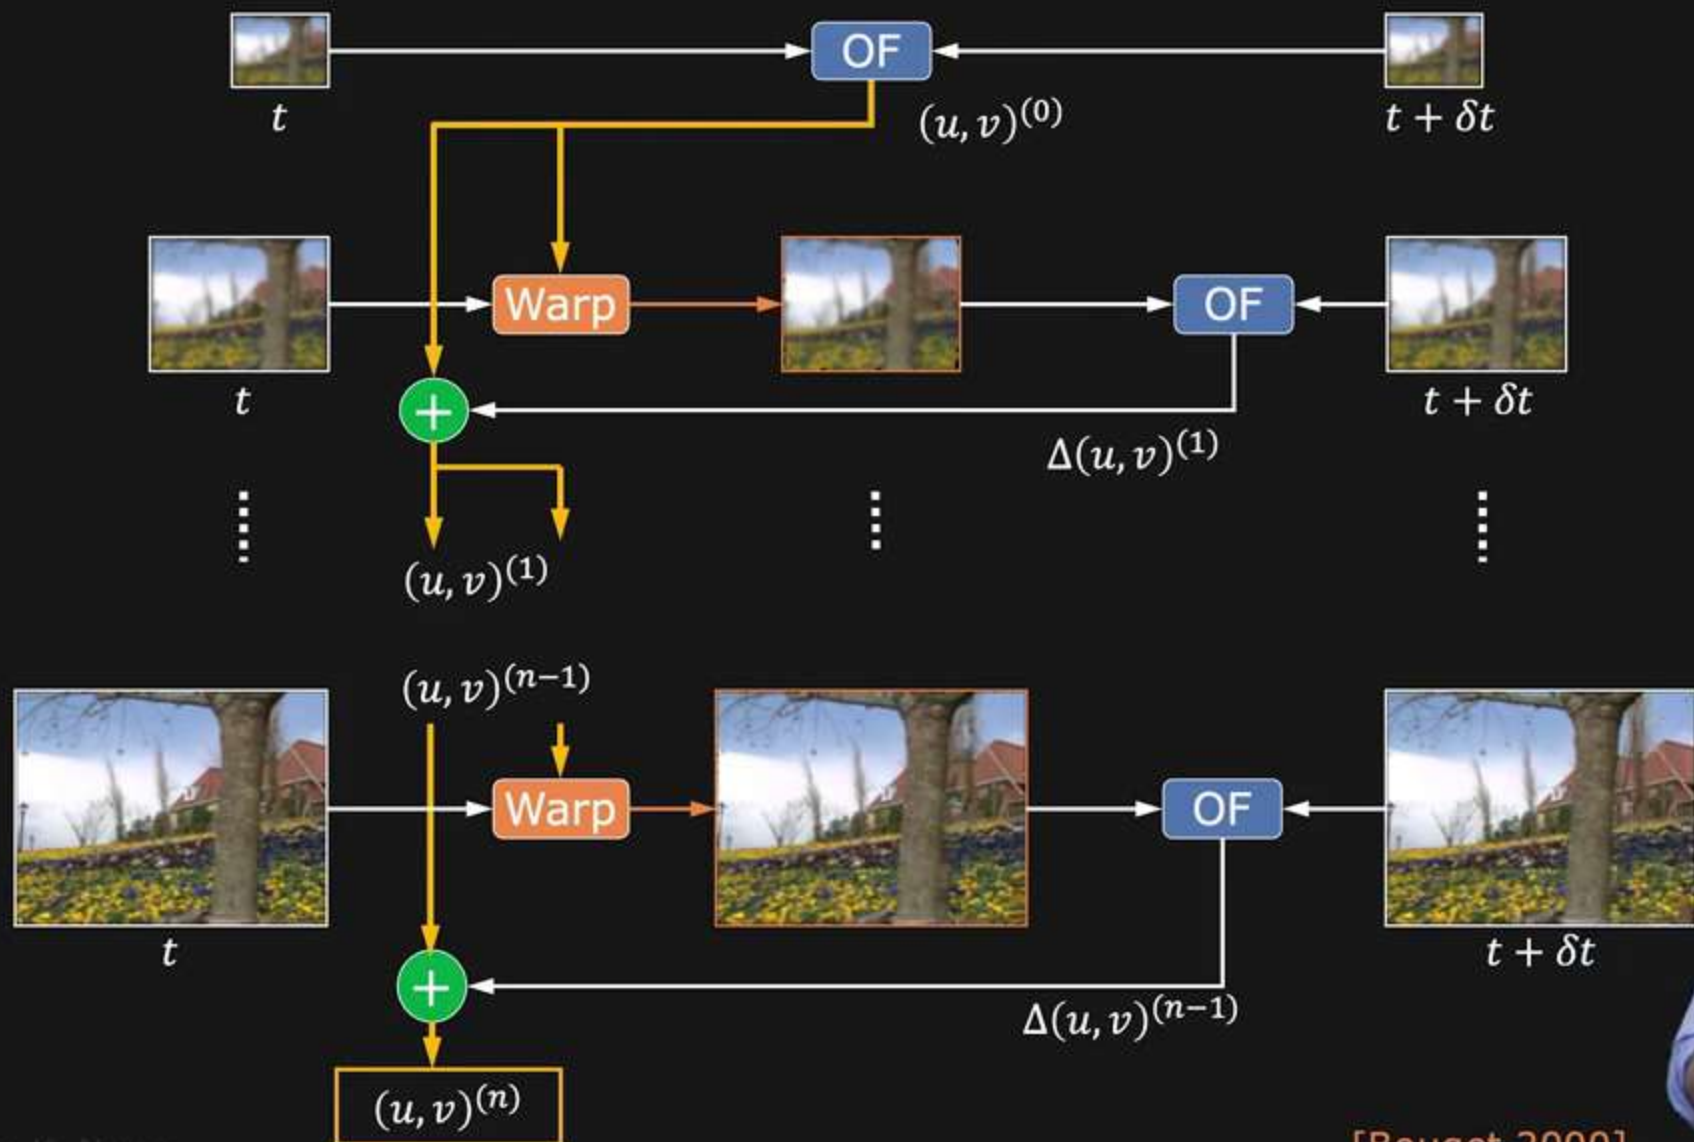 OF
t
(u, v)^(0)
t + δt
Warp
OF
t
+
t + δt
Δ(u, v)^(1)
(u, v)^(1)
(u, v)^(n−1)
Warp
OF
t
t + δt
+
Δ(u, v)^(n−1)
(u, v)^(n)